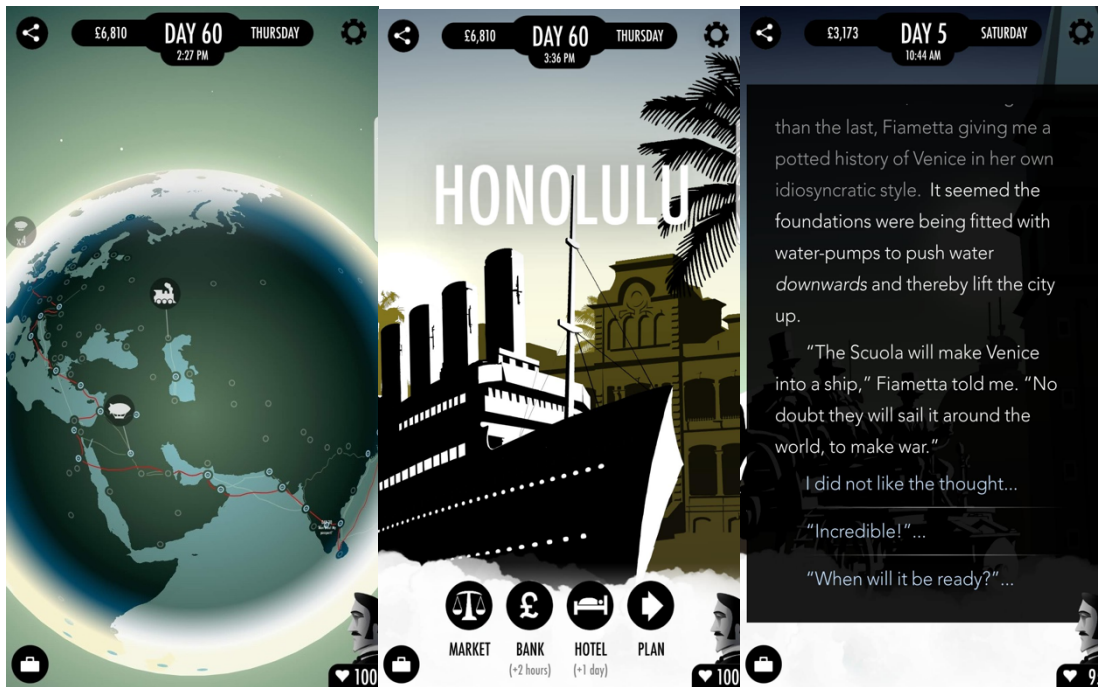 £6,810
DAY 60
THURSDAY
2:27 PM
x4
100
£6,810
DAY 60
THURSDAY
3:36 PM
HONOLULU
MARKET
BANK
HOTEL
PLAN
(+2 hours)
(+1 day)
100
£3,173
DAY 5
SATURDAY
10:44 AM
than the last, Fiametta giving me a
potted history of Venice in her own
idiosyncratic style. It seemed the
foundations were being fitted with
water-pumps to push water
downwards and thereby lift the city
up.
“The Scuola will make Venice
into a ship,” Fiametta told me. “No
doubt they will sail it around the
world, to make war.”
I did not like the thought...
“Incredible!”...
“When will it be ready?”...